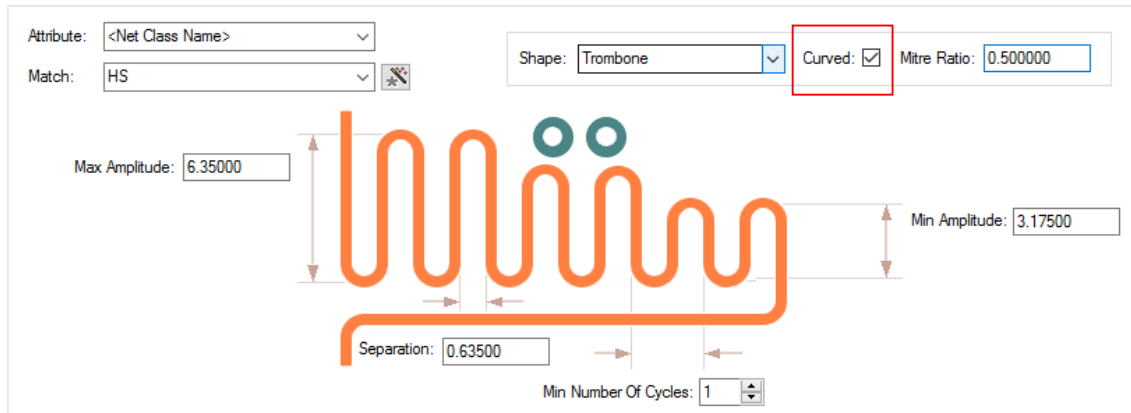 Attribute: <Net Class Name>
Shape: Trombone Curved: Mitre Ratio: 0.500000
Match: HS
Max Amplitude: 6.35000
Min Amplitude: 3.17500
Separation: 0.63500
Min Number Of Cycles: 1